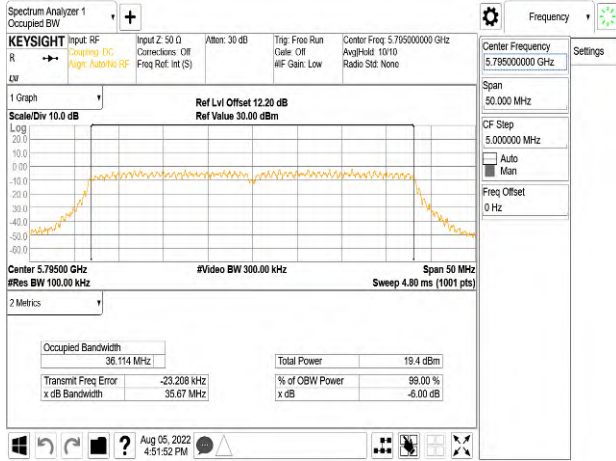 Spectrum Analyzer 1
Occupied BW
Frequency
KEYSIGHT
R
Input: RF
Coupling: DC
Align: Auto/No RF
Input Z: 50 Ω
Corrections: Off
Freq Ref: Int (S)
Atten: 30 dB
Trig: Free Run
Gate: Off
#IF Gain: Low
Center Freq: 5.795000000 GHz
Avg|Hold: 10/10
Radio Std: None
Center Frequency
5.795000000 GHz
Settings
Span
50.000 MHz
CF Step
5.000000 MHz
Auto
Man
Freq Offset
0 Hz
1 Graph
Scale/Div 10.0 dB
Ref Lvl Offset 12.20 dB
Ref Value 30.00 dBm
Log
20.0
10.0
0.00
-10.0
-20.0
-30.0
-40.0
-50.0
-60.0
Center 5.79500 GHz
#Res BW 100.00 kHz
#Video BW 300.00 kHz
Span 50 MHz
Sweep 4.80 ms (1001 pts)
2 Metrics
Occupied Bandwidth
36.114 MHz
Total Power 19.4 dBm
Transmit Freq Error -23.208 kHz
% of OBW Power 99.00 %
x dB Bandwidth 35.67 MHz
x dB -6.00 dB
?
Aug 05, 2022
4:51:52 PM